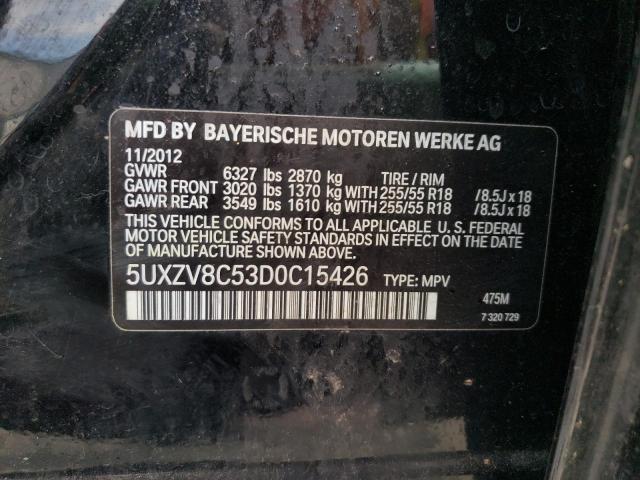 MFD BY BAYERISCHE MOTOREN WERKE AG
11/2012
GVWR 6327 lbs 2870 kg TIRE / RIM
GAWR FRONT 3020 lbs 1370 kg WITH 255/55 R18 /8.5J x 18
GAWR REAR 3549 lbs 1610 kg WITH 255/55 R18 /8.5J x 18
THIS VEHICLE CONFORMS TO ALL APPLICABLE U.S. FEDERAL
MOTOR VEHICLE SAFETY STANDARDS IN EFFECT ON THE
DATE OF MANUFACTURE SHOWN ABOVE.
5UXZV8C53D0C15426 TYPE: MPV
475M
7 320 729